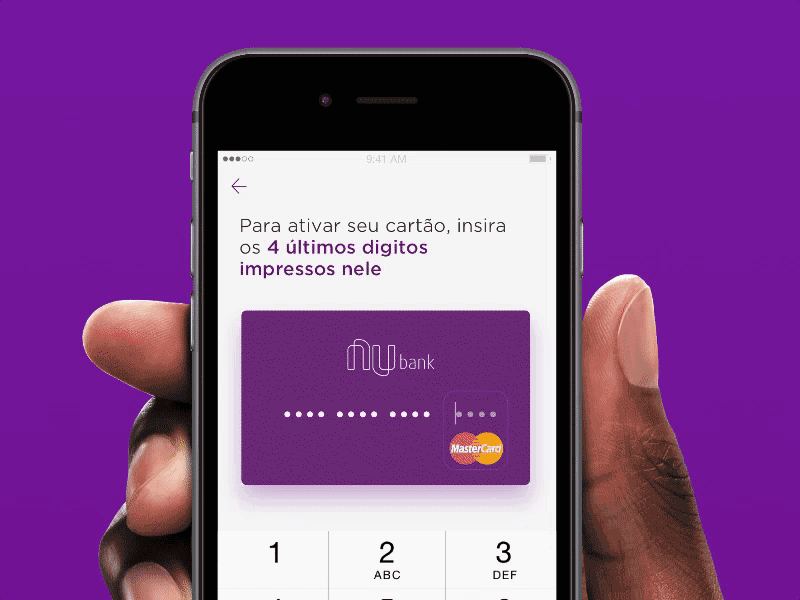 9:41 AM
Para ativar seu cartão, insira
os 4 últimos digitos
impressos nele
nu bank
MasterCard
1
2
3
ABC
DEF